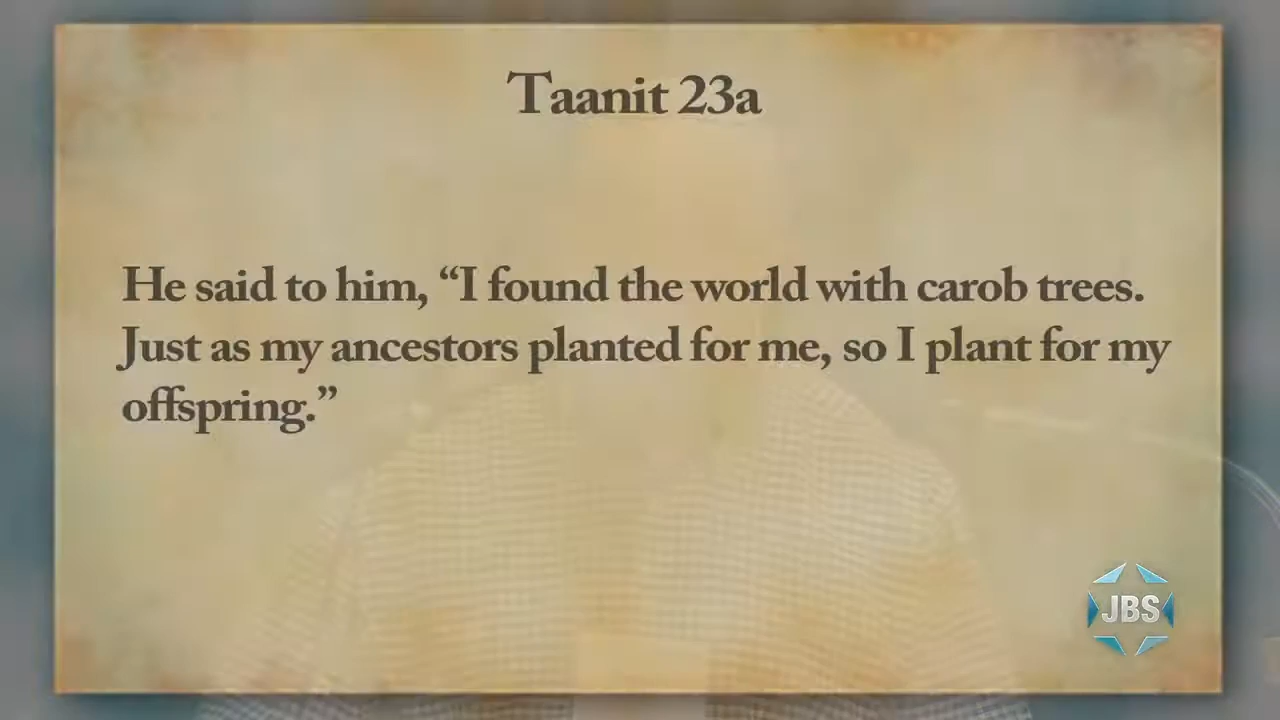 Taanit 23a
He said to him, “I found the world with carob trees.
Just as my ancestors planted for me, so I plant for my
offspring.”
JBS